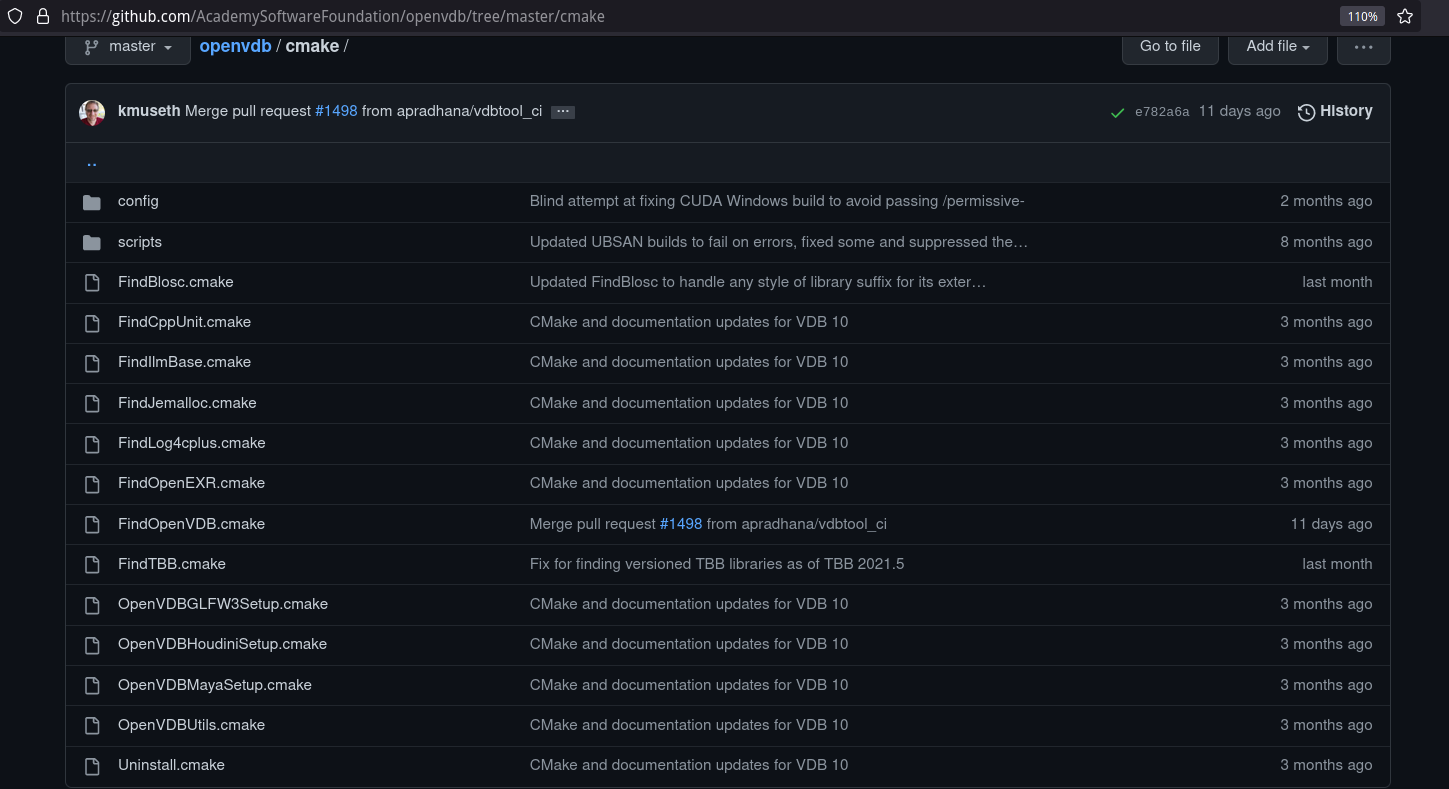 https://github.com/AcademySoftwareFoundation/openvdb/tree/master/cmake 110%
master openvdb / cmake / Go to file Add file ...
kmuseth Merge pull request #1498 from apradhana/vdbtool_ci ... e782a6a 11 days ago History
..
config Blind attempt at fixing CUDA Windows build to avoid passing /permissive- 2 months ago
scripts Updated UBSAN builds to fail on errors, fixed some and suppressed the… 8 months ago
FindBlosc.cmake Updated FindBlosc to handle any style of library suffix for its exter… last month
FindCppUnit.cmake CMake and documentation updates for VDB 10 3 months ago
FindIlmBase.cmake CMake and documentation updates for VDB 10 3 months ago
FindJemalloc.cmake CMake and documentation updates for VDB 10 3 months ago
FindLog4cplus.cmake CMake and documentation updates for VDB 10 3 months ago
FindOpenEXR.cmake CMake and documentation updates for VDB 10 3 months ago
FindOpenVDB.cmake Merge pull request #1498 from apradhana/vdbtool_ci 11 days ago
FindTBB.cmake Fix for finding versioned TBB libraries as of TBB 2021.5 last month
OpenVDBGLFW3Setup.cmake CMake and documentation updates for VDB 10 3 months ago
OpenVDBHoudiniSetup.cmake CMake and documentation updates for VDB 10 3 months ago
OpenVDBMayaSetup.cmake CMake and documentation updates for VDB 10 3 months ago
OpenVDBUtils.cmake CMake and documentation updates for VDB 10 3 months ago
Uninstall.cmake CMake and documentation updates for VDB 10 3 months ago